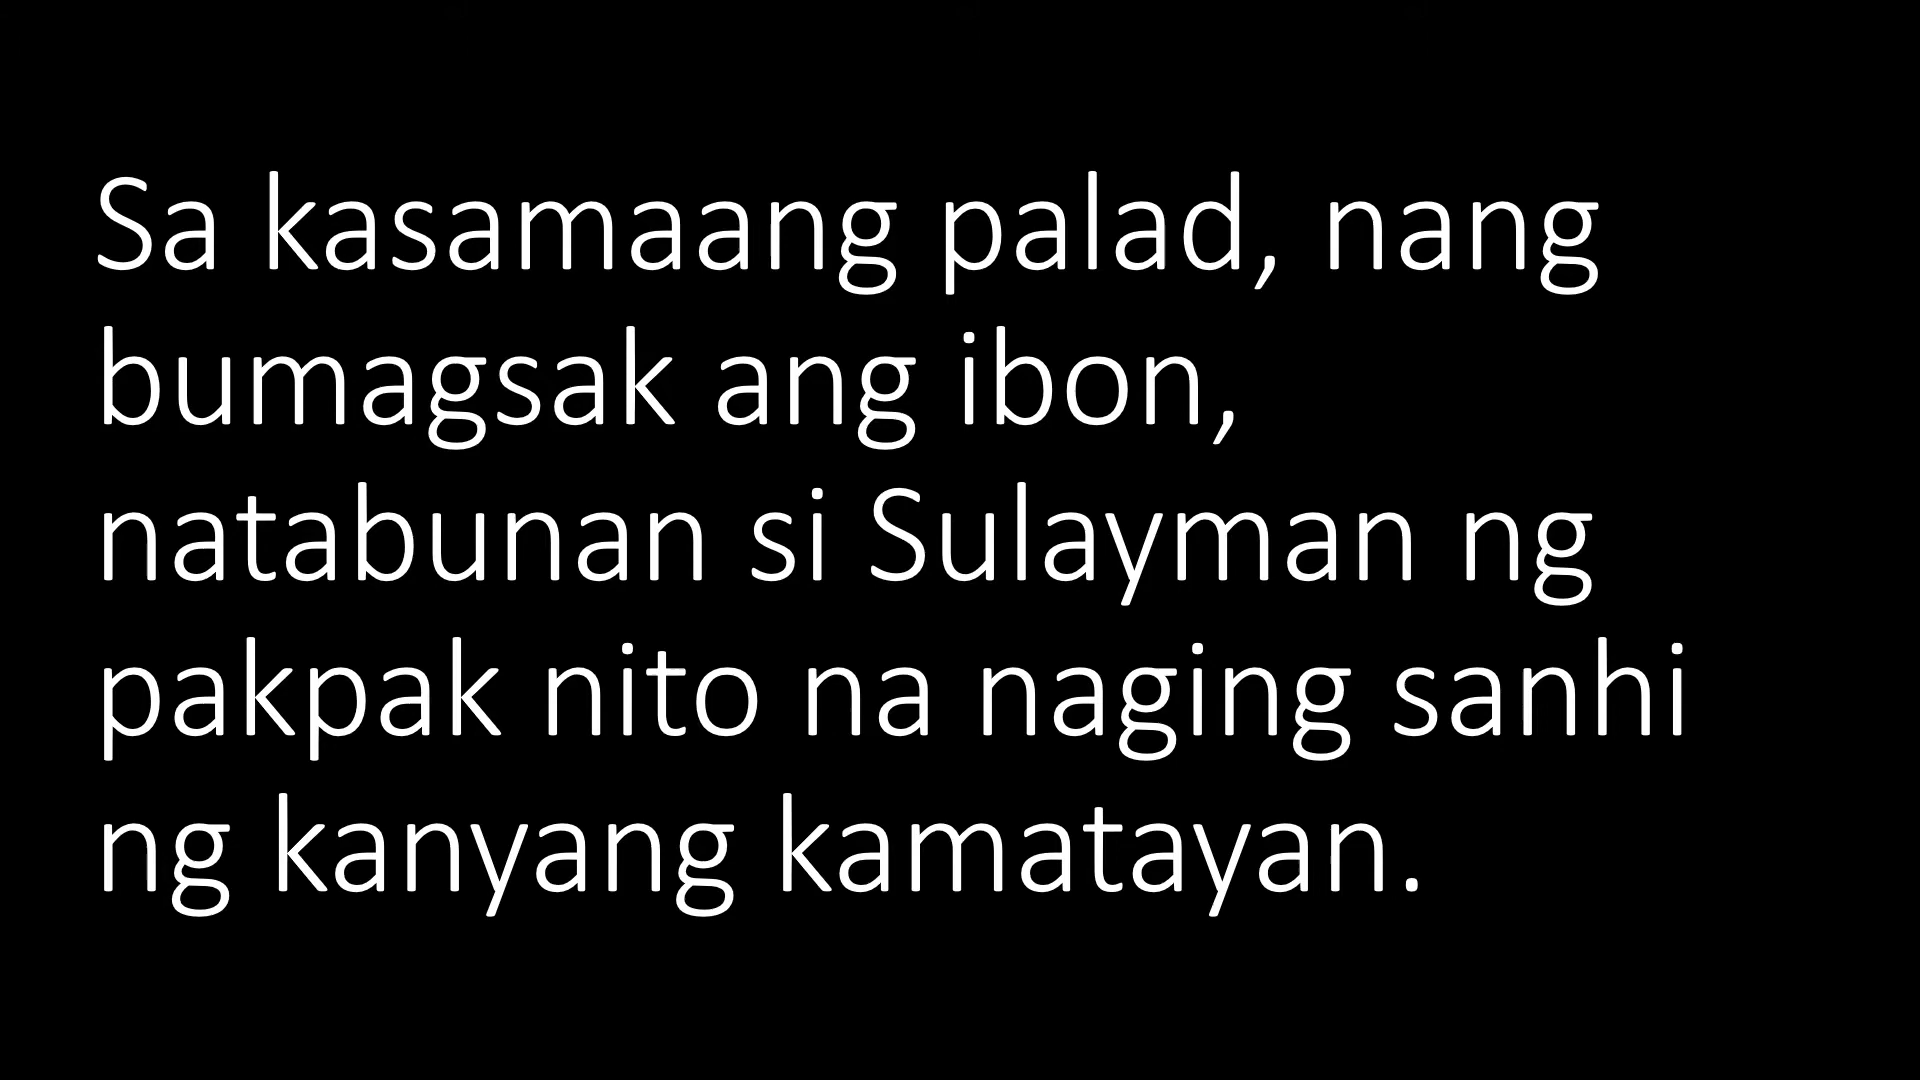 Sa kasamaang palad, nang
bumagsak ang ibon,
natabunan si Sulayman ng
pakpak nito na naging sanhi
ng kanyang kamatayan.